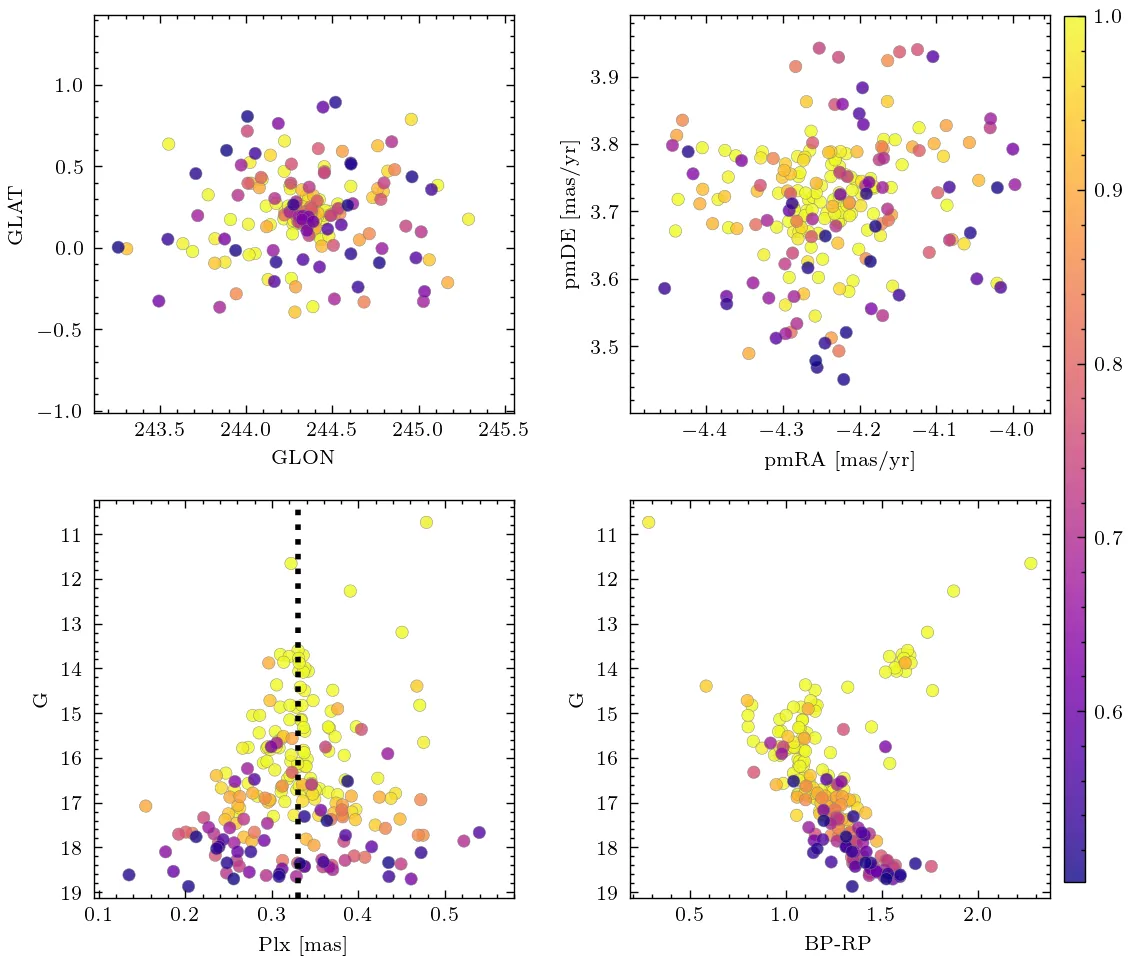 1.0
0.5
0.0
−0.5
−1.0
GLAT
243.5 244.0 244.5 245.0 245.5
GLON
3.9
3.8
3.7
3.6
3.5
pmDE [mas/yr]
−4.4 −4.3 −4.2 −4.1 −4.0
pmRA [mas/yr]
1.0
0.9
0.8
0.7
0.6
11
12
13
14
15
16
17
18
19
G
0.1 0.2 0.3 0.4 0.5
Plx [mas]
11
12
13
14
15
16
17
18
19
G
0.5 1.0 1.5 2.0
BP-RP